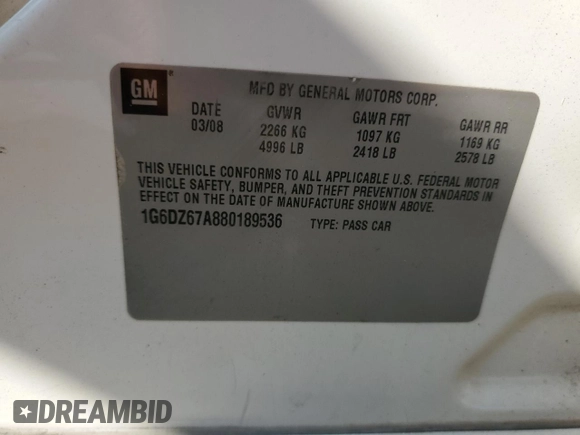 GM
MFD BY GENERAL MOTORS CORP.
DATE GVWR GAWR FRT GAWR RR
03/08 2266 KG 1097 KG 1169 KG
4996 LB 2418 LB 2578 LB
THIS VEHICLE CONFORMS TO ALL APPLICABLE U.S. FEDERAL MOTOR
VEHICLE SAFETY, BUMPER, AND THEFT PREVENTION STANDARDS IN
EFFECT ON THE DATE OF MANUFACTURE SHOWN ABOVE.
1G6DZ67A880189536 TYPE: PASS CAR
DREAMBID